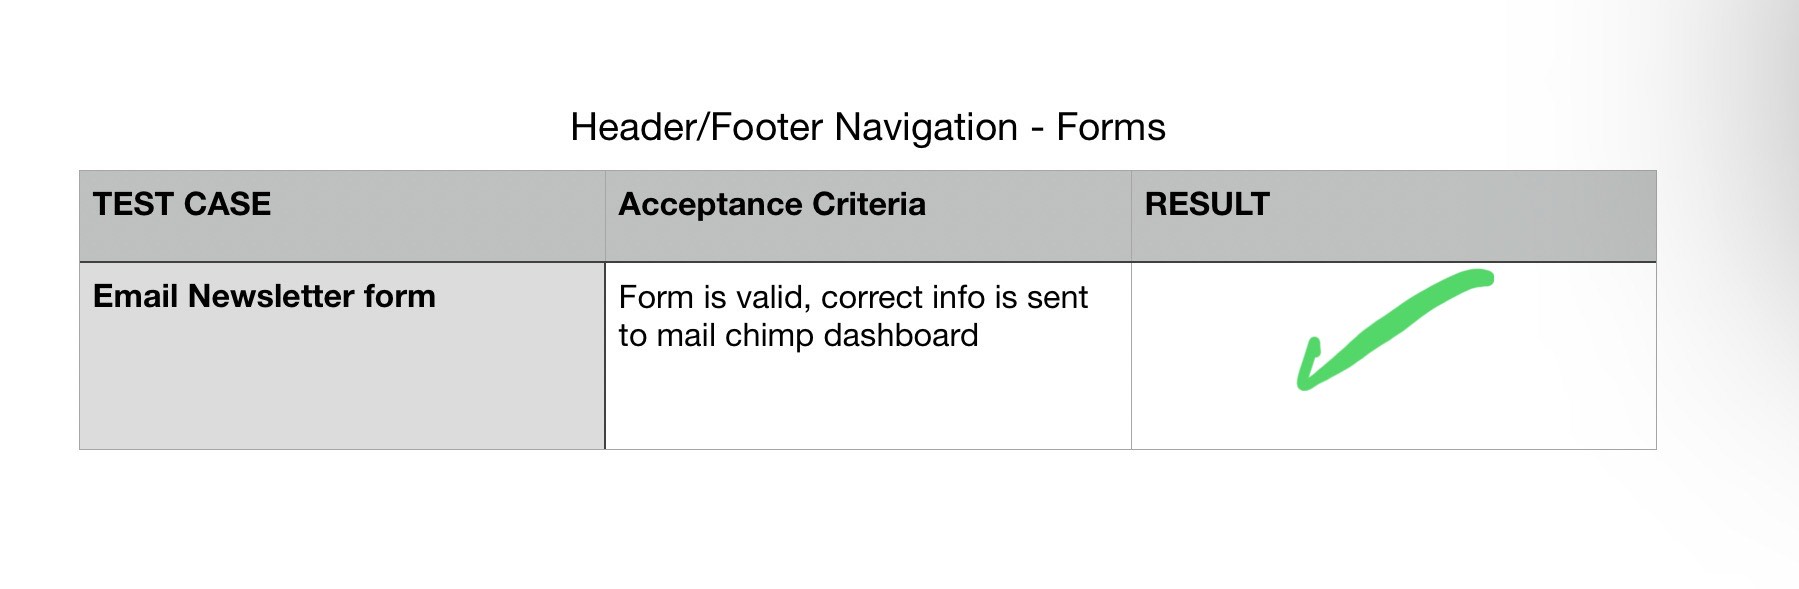 Header/Footer Navigation - Forms
TEST CASE
Acceptance Criteria
RESULT
Email Newsletter form
Form is valid, correct info is sent
to mail chimp dashboard